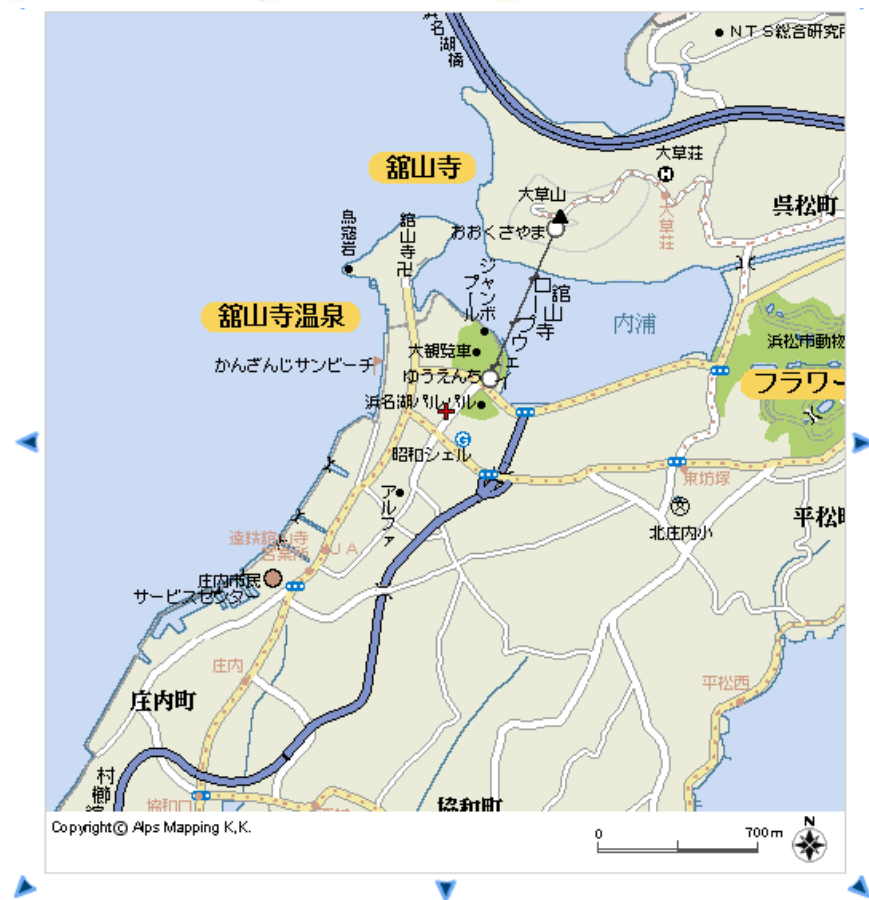 浜名湖橋
ＮＴＳ総合研究所
舘山寺
大草荘
大草山
大草荘
呉松町
おおくさやま
鳥窓岩
舘山寺卍
ジャンボプール
舘山寺ロープウェイ
内浦
舘山寺温泉
大観覧車
浜松市動物
かんざんじサンビーチ
ゆうえんち
フラワー
浜名湖パルパル
昭和シェル
東坊塚
アルファ
平松町
北庄内小
遠鉄舘山寺営業所
ＪＡ
庄内市民
サービスセンター
庄内
平松西
庄内町
村櫛舘
協和口
協和町
Copyright© Alps Mapping K.K.
0
700m
N